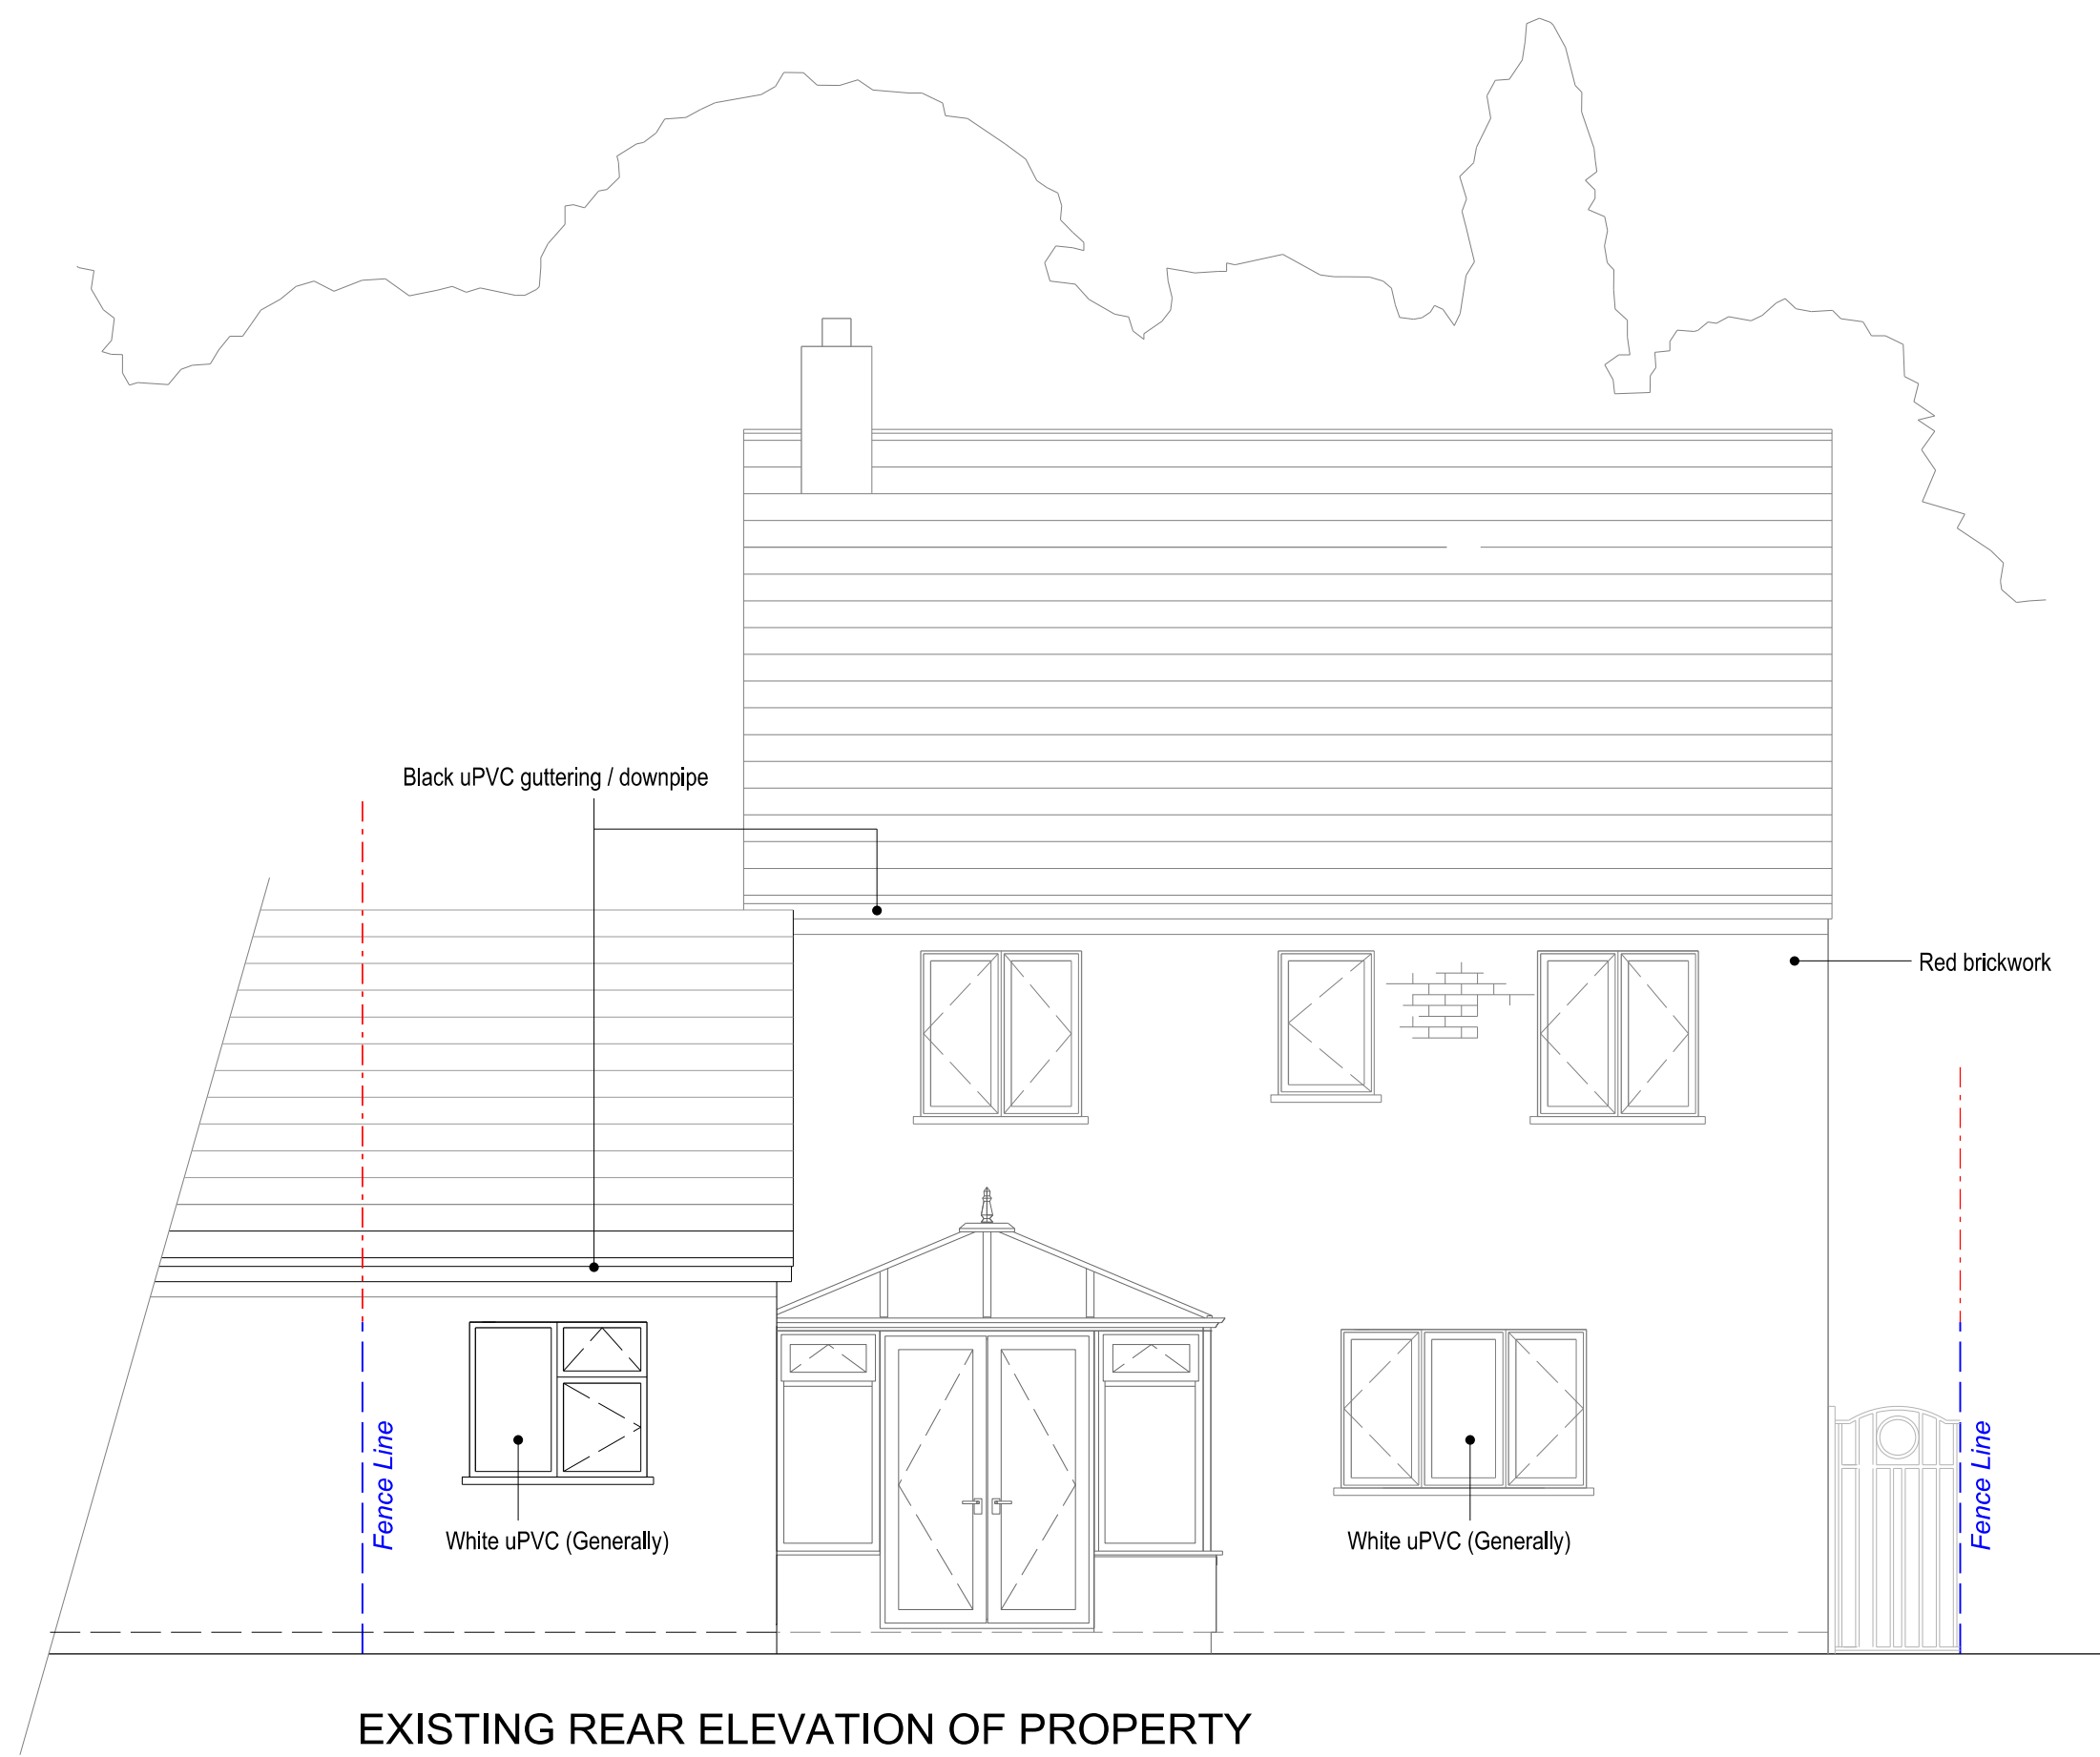 Black uPVC guttering / downpipe
Red brickwork
Fence Line
White uPVC (Generally)
White uPVC (Generally)
Fence Line
EXISTING REAR ELEVATION OF PROPERTY